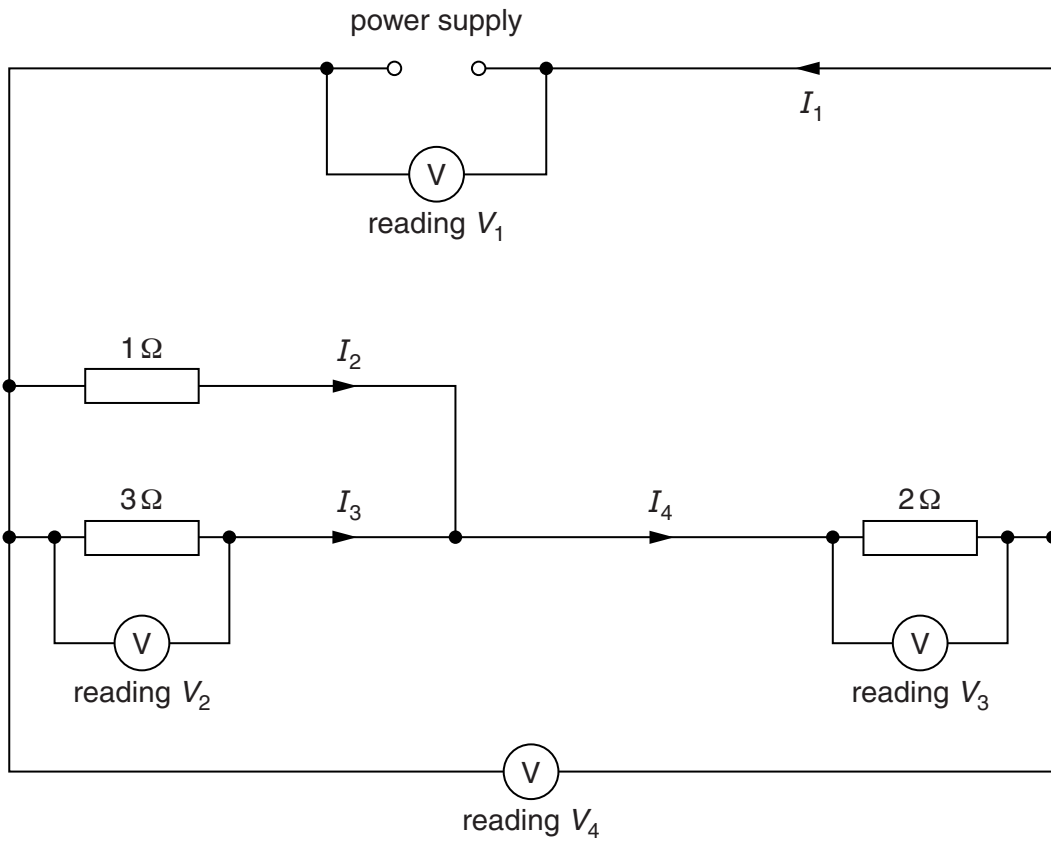 power supply
I₁
V
reading V₁
1 Ω
I₂
3 Ω
I₃
I₄
2 Ω
V
V
reading V₂
reading V₃
V
reading V₄